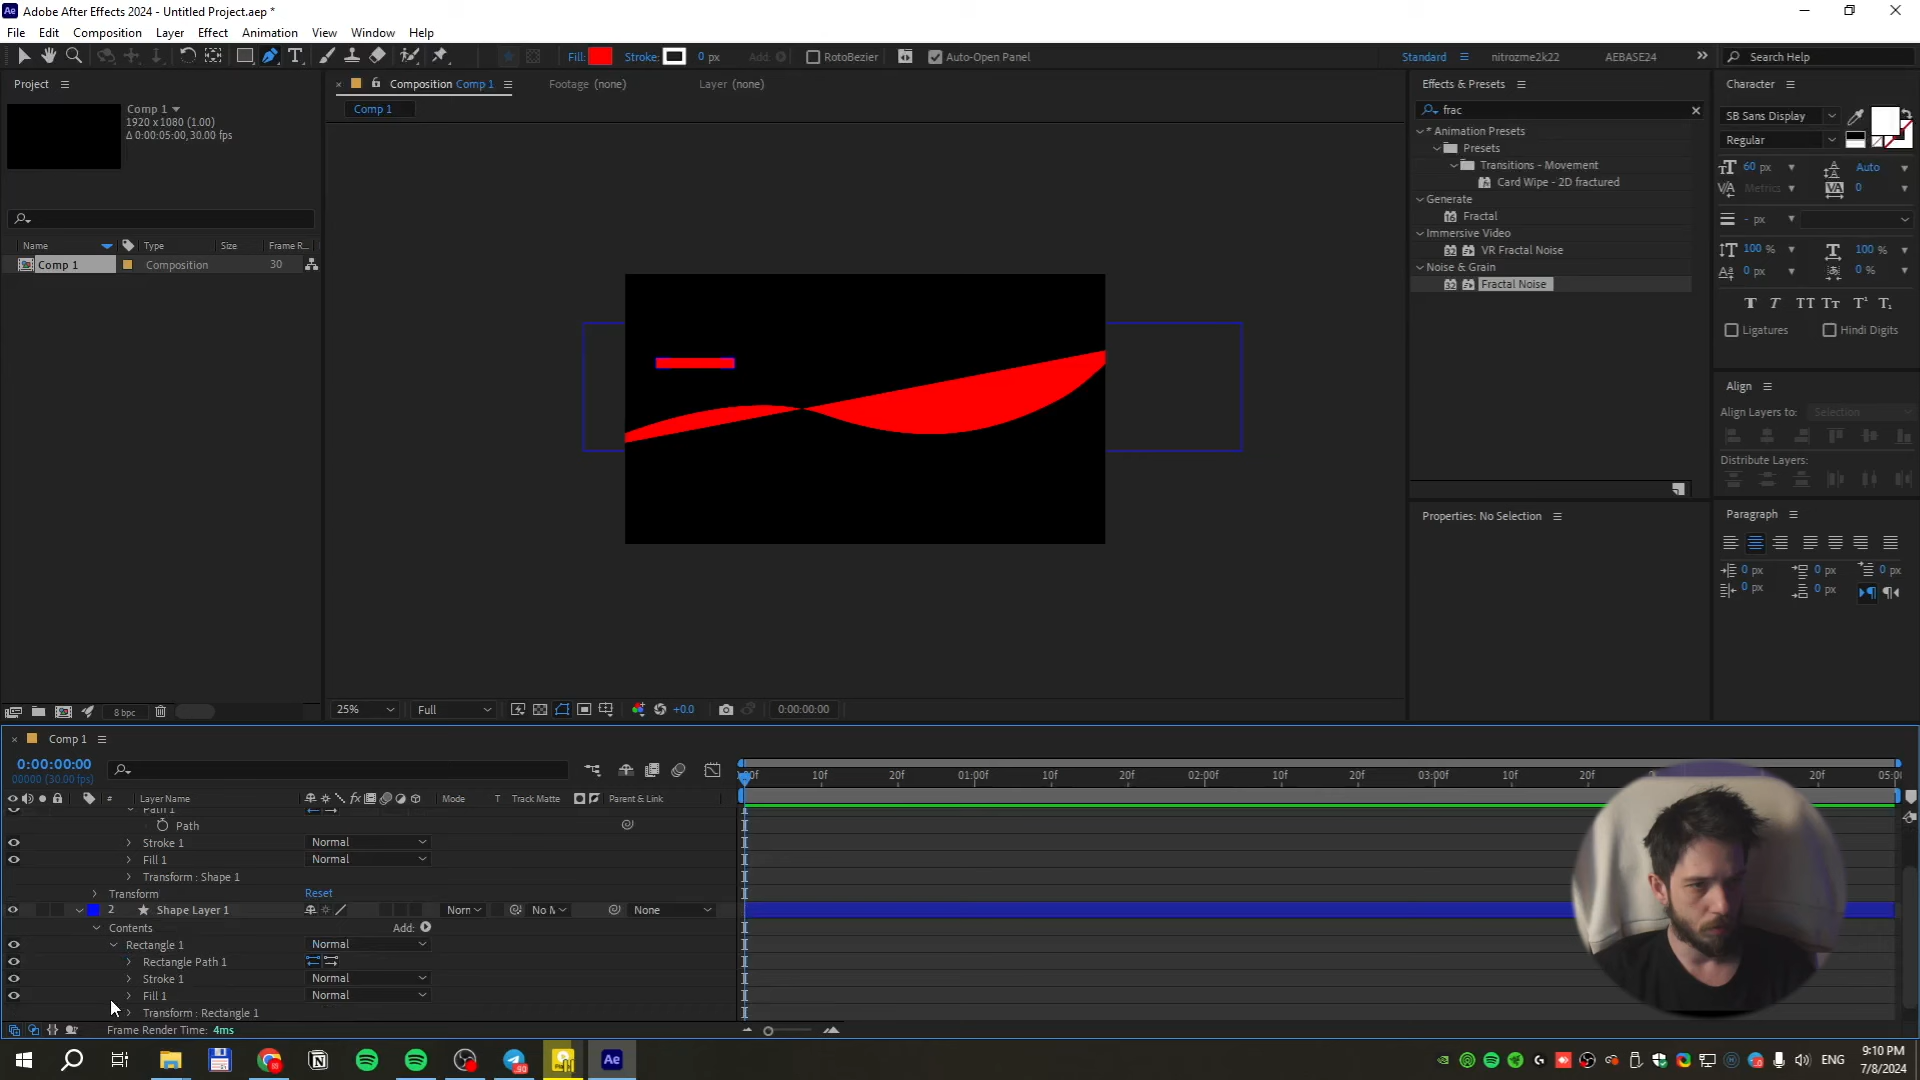 Adobe After Effects 2024 - Untitled Project.aep *
File Edit Composition Layer Effect Animation View Window Help
Fill: Stroke: 0 px Add: RotoBezier Auto-Open Panel Standard nitrozme2k22 AEBASE24 Search Help
Project
Composition Comp 1 Footage (none) Layer (none)
Comp 1
Comp 1
1920 x 1080 (1.00)
Δ 0:00:05:00, 30.00 fps
Name Type Size Frame R...
Comp 1 Composition 30
8 bpc
25% Full +0.0 0:00:00:00
Effects & Presets
frac
* Animation Presets
Presets
Transitions - Movement
Card Wipe - 2D fractured
Generate
Fractal
Immersive Video
VR Fractal Noise
Noise & Grain
Fractal Noise
Properties: No Selection
Character
SB Sans Display
Regular
60 px Auto
Metrics 0
- px
100 % 100 %
0 px 0 %
Ligatures Hindi Digits
Align
Align Layers to: Selection
Distribute Layers:
Paragraph
0 px 0 px 0 px
0 px 0 px
Comp 1
0:00:00:00
00000 (30.00 fps)
# Layer Name Mode T Track Matte Parent & Link
:00f 10f 20f 01:00f 10f 20f 02:00f 10f 20f 03:00f 10f 20f 20f 05:0
Path 1
Path
Stroke 1 Normal
Fill 1 Normal
Transform : Shape 1
Transform Reset
2 Shape Layer 1 Norn No M None
Contents Add:
Rectangle 1 Normal
Rectangle Path 1
Stroke 1 Normal
Fill 1 Normal
Transform : Rectangle 1
Frame Render Time: 4ms
ENG
9:10 PM
7/8/2024